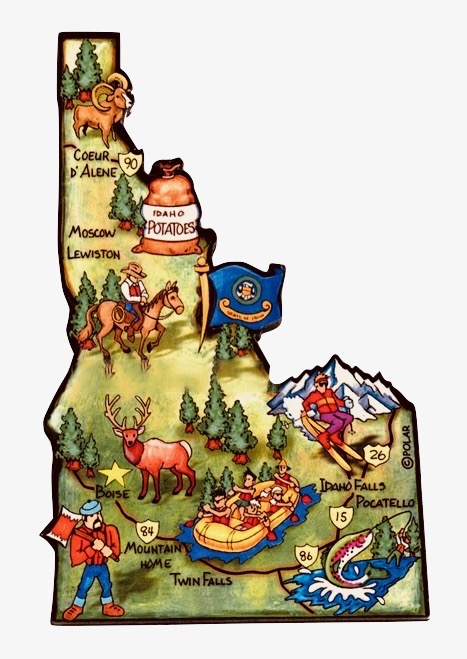 COEUR
D'ALENE
90
IDAHO
POTATOES
MOSCOW
LEWISTON
©POLAR
26
IDAHO FALLS
POCATELLO
BOISE
15
84
MOUNTAIN
HOME
86
TWIN FALLS